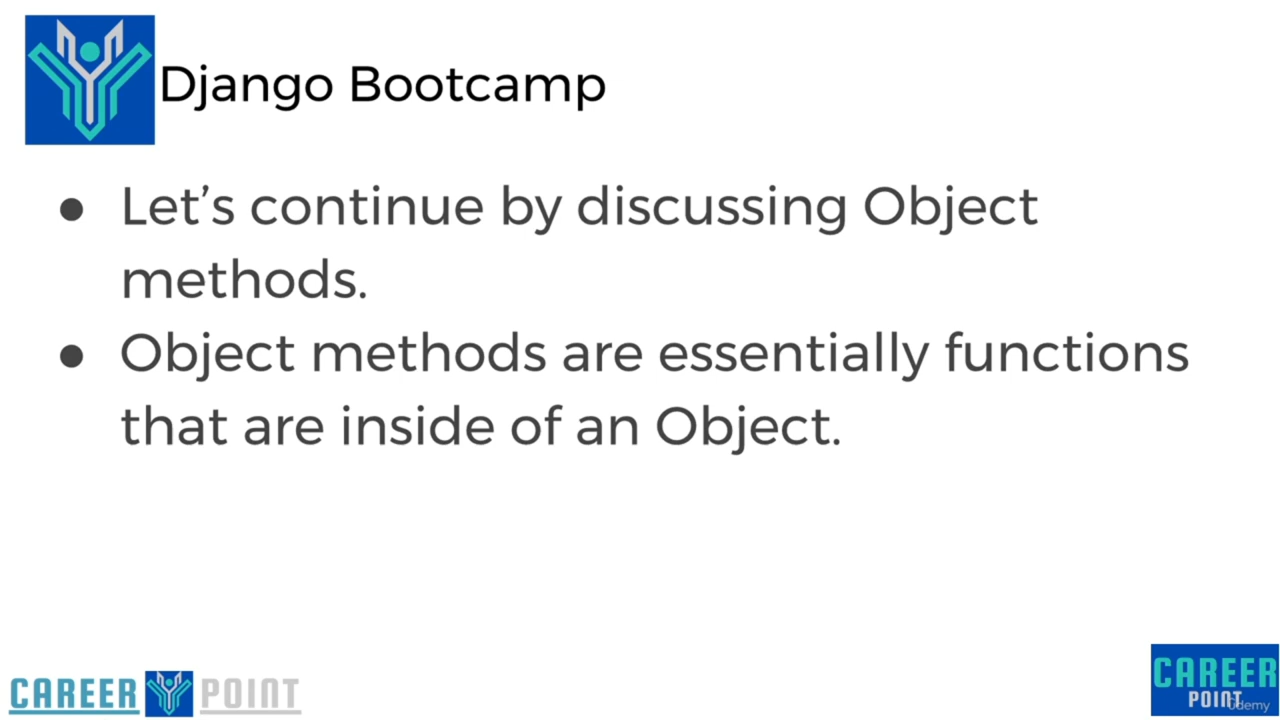 Django Bootcamp
● Let’s continue by discussing Object
methods.
● Object methods are essentially functions
that are inside of an Object.
CAREER POINT
CAREER
POINT
ûdemy